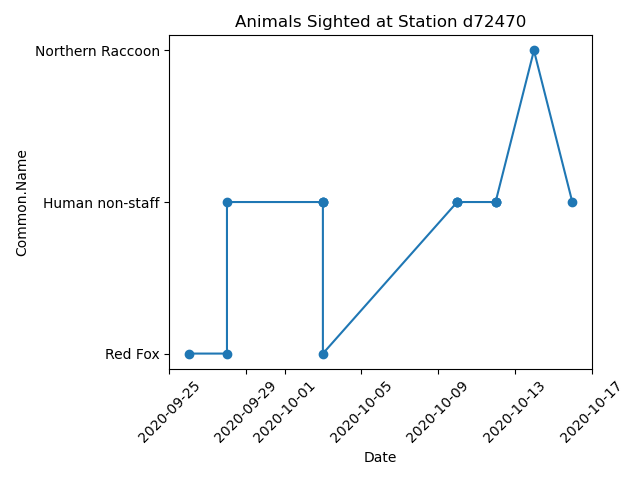 Animals Sighted at Station d72470
Northern Raccoon
Human non-staff
Red Fox
Common.Name
2020-09-25
2020-09-29
2020-10-01
2020-10-05
2020-10-09
2020-10-13
2020-10-17
Date